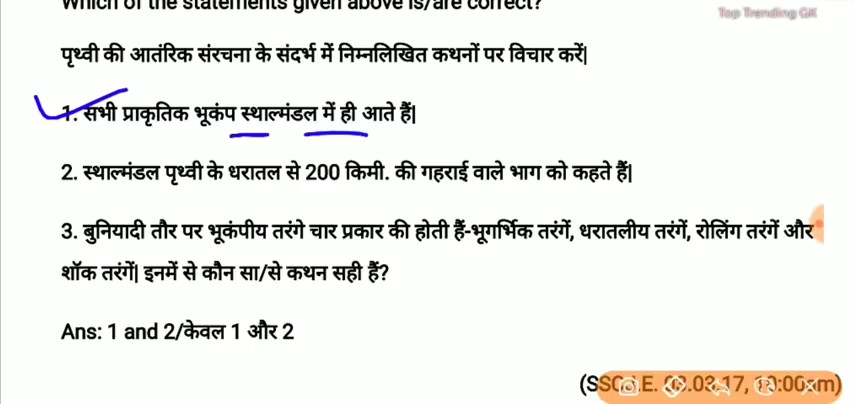 Which of the statements given above is/are correct?
Top Trending GK
पृथ्वी की आतंरिक संरचना के संदर्भ में निम्नलिखित कथनों पर विचार करें|
1. सभी प्राकृतिक भूकंप स्थाल्मंडल में ही आते हैं|
2. स्थाल्मंडल पृथ्वी के धरातल से 200 किमी. की गहराई वाले भाग को कहते हैं|
3. बुनियादी तौर पर भूकंपीय तरंगे चार प्रकार की होती हैं-भूगर्भिक तरंगें, धरातलीय तरंगें, रोलिंग तरंगें और
शॉक तरंगें| इनमें से कौन सा/से कथन सही हैं?
Ans: 1 and 2/केवल 1 और 2